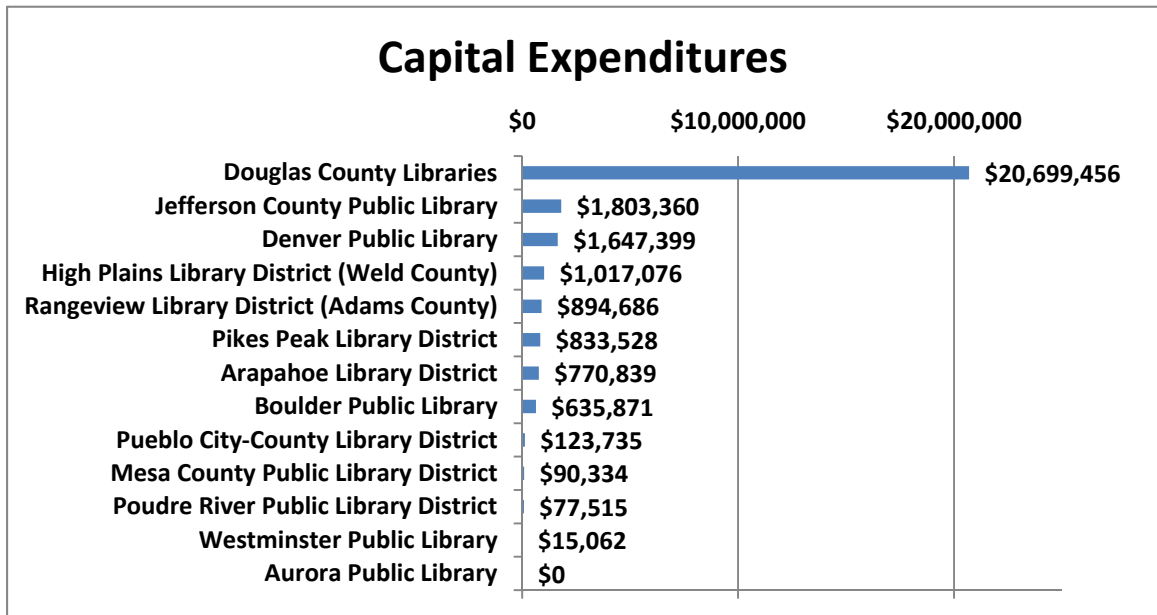 Capital Expenditures
$0 $10,000,000 $20,000,000
Douglas County Libraries $20,699,456
Jefferson County Public Library $1,803,360
Denver Public Library $1,647,399
High Plains Library District (Weld County) $1,017,076
Rangeview Library District (Adams County) $894,686
Pikes Peak Library District $833,528
Arapahoe Library District $770,839
Boulder Public Library $635,871
Pueblo City-County Library District $123,735
Mesa County Public Library District $90,334
Poudre River Public Library District $77,515
Westminster Public Library $15,062
Aurora Public Library $0